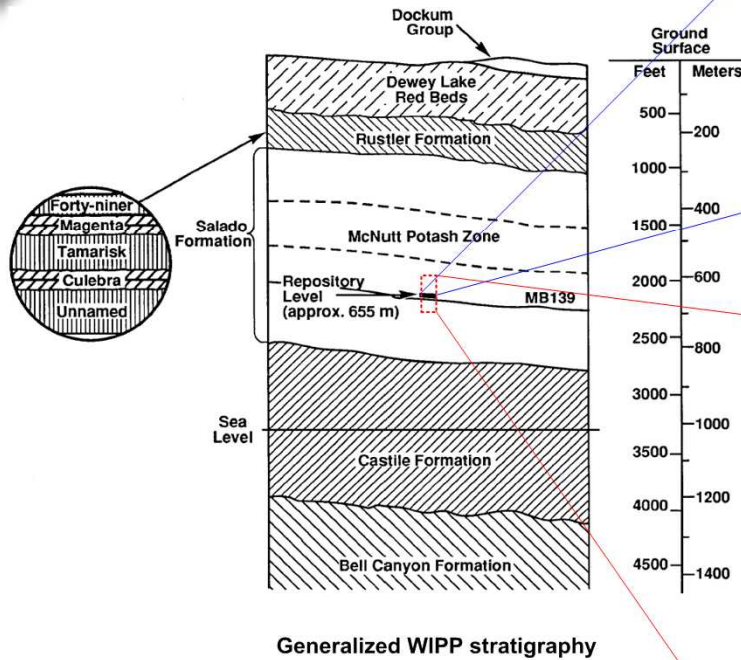 Dockum
Group
Ground
Surface
Feet Meters
Dewey Lake
Red Beds
500
200
Rustler Formation
1000
Forty-niner
Magenta
Tamarisk
Culebra
Unnamed
Salado
Formation
400
1500
McNutt Potash Zone
600
2000
Repository
Level
(approx. 655 m)
MB139
2500
800
3000
Sea
Level
1000
3500
Castile Formation
4000
1200
Bell Canyon Formation
4500
1400
Generalized WIPP stratigraphy